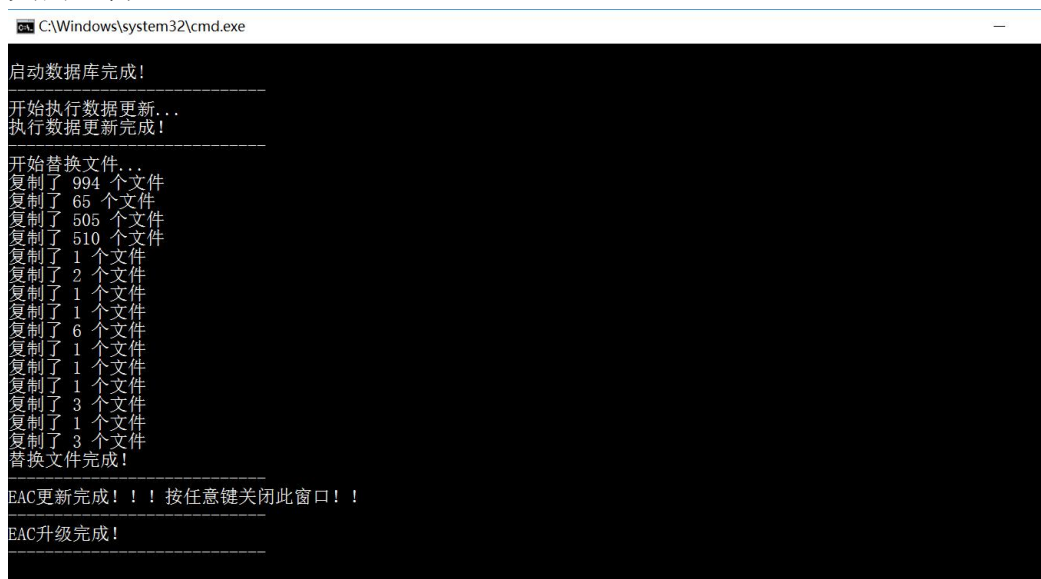 C:\Windows\system32\cmd.exe
启动数据库完成!
----------------------------
开始执行数据更新...
执行数据更新完成!
----------------------------
开始替换文件...
复制了 994 个文件
复制了 65 个文件
复制了 505 个文件
复制了 510 个文件
复制了 1 个文件
复制了 2 个文件
复制了 1 个文件
复制了 1 个文件
复制了 6 个文件
复制了 1 个文件
复制了 1 个文件
复制了 1 个文件
复制了 3 个文件
复制了 1 个文件
复制了 3 个文件
替换文件完成!
----------------------------
EAC更新完成!!!按任意键关闭此窗口!!
----------------------------
EAC升级完成!
----------------------------